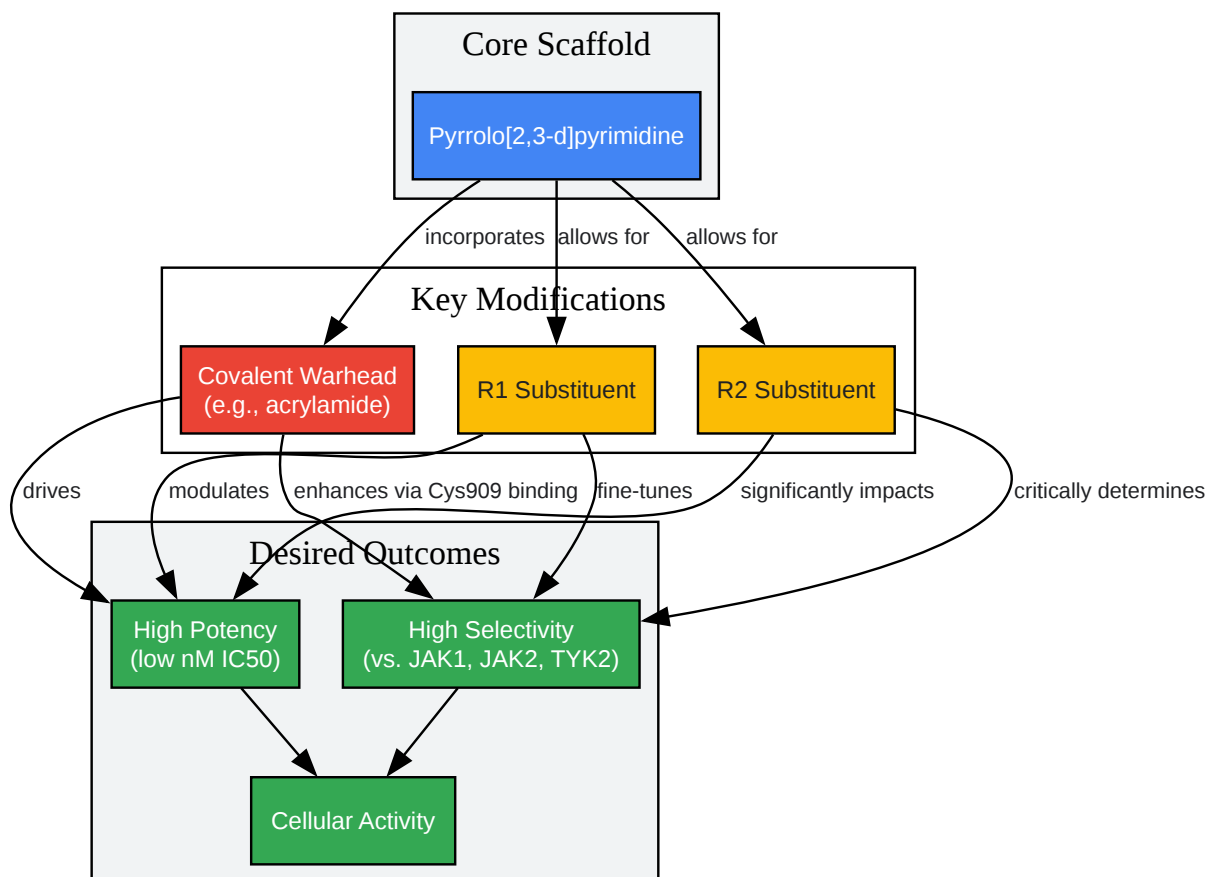 Core Scaffold
Pyrrolo[2,3-d]pyrimidine
incorporates
allows for
allows for
Key Modifications
Covalent Warhead
(e.g., acrylamide)
R1 Substituent
R2 Substituent
drives
modulates
enhances via Cys909 binding
fine-tunes
significantly impacts
critically determines
Desired Outcomes
High Potency
(low nM IC50)
High Selectivity
(vs. JAK1, JAK2, TYK2)
Cellular Activity